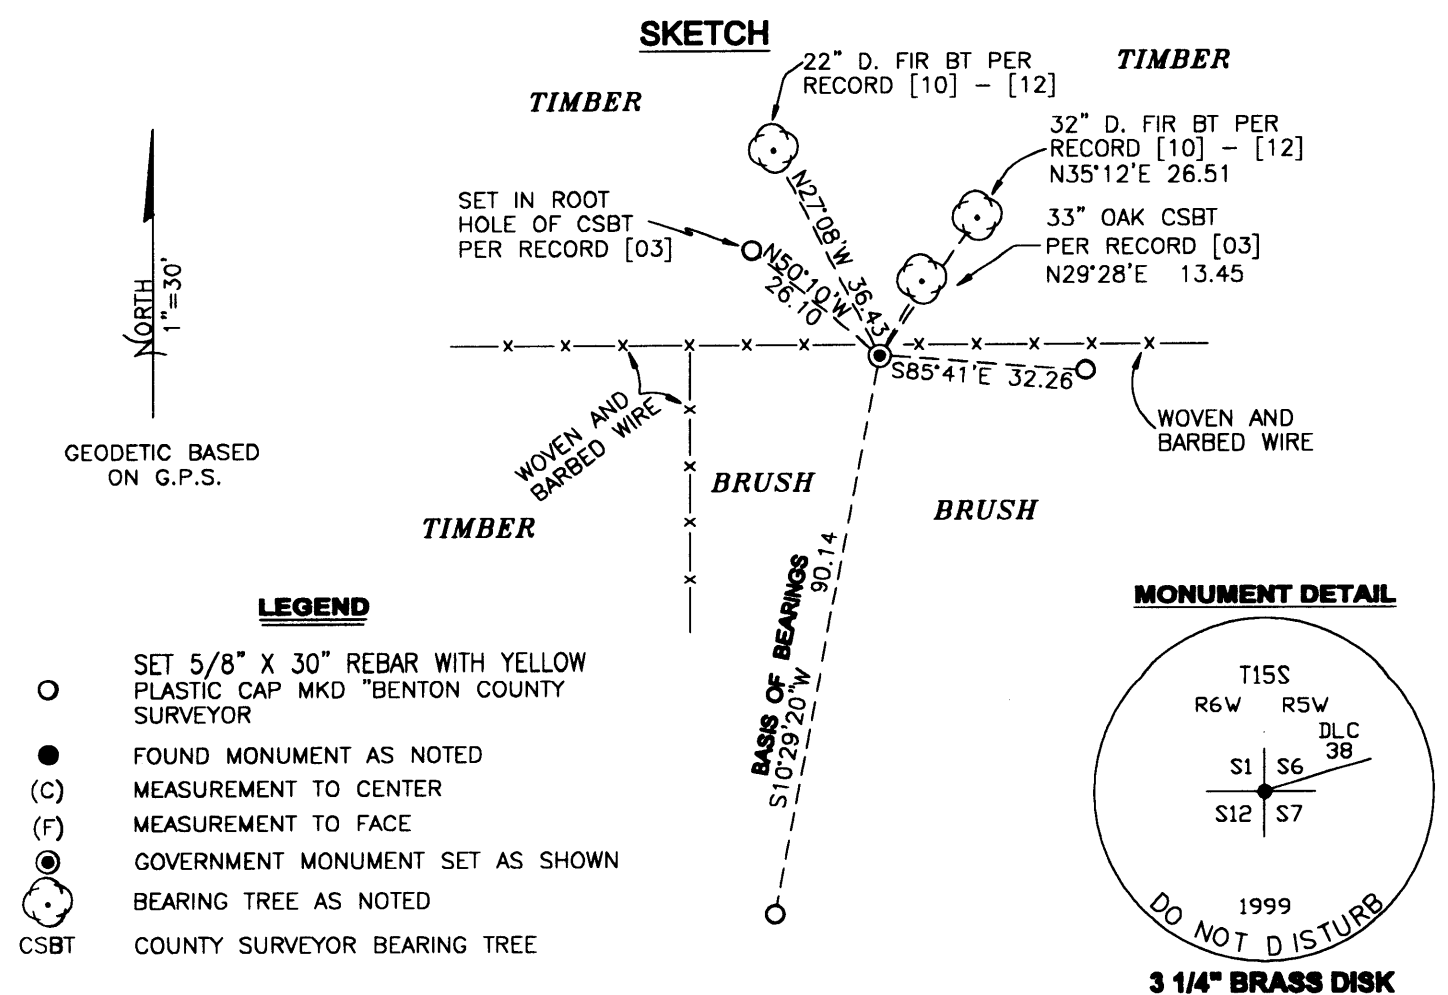 SKETCH
TIMBER
22" D. FIR BT PER
RECORD [10] - [12]
TIMBER
32" D. FIR BT PER
RECORD [10] - [12]
N35°12'E 26.51
SET IN ROOT
HOLE OF CSBT
PER RECORD [03]
33" OAK CSBT
PER RECORD [03]
N29°28'E 13.45
N27°08'W 36.43
N50°10'W
26.10
NORTH
1"=30'
GEODETIC BASED
ON G.P.S.
S85°41'E 32.26
WOVEN AND
BARBED WIRE
WOVEN AND
BARBED WIRE
BRUSH
BRUSH
TIMBER
90.14
BASIS OF BEARINGS
S10°29'20"W
LEGEND
SET 5/8" X 30" REBAR WITH YELLOW
PLASTIC CAP MKD "BENTON COUNTY
SURVEYOR
FOUND MONUMENT AS NOTED
(C) MEASUREMENT TO CENTER
(F) MEASUREMENT TO FACE
GOVERNMENT MONUMENT SET AS SHOWN
BEARING TREE AS NOTED
CSBT COUNTY SURVEYOR BEARING TREE
MONUMENT DETAIL
T15S
R6W R5W
DLC
38
S1 S6
S12 S7
1999
DO NOT DISTURB
3 1/4" BRASS DISK